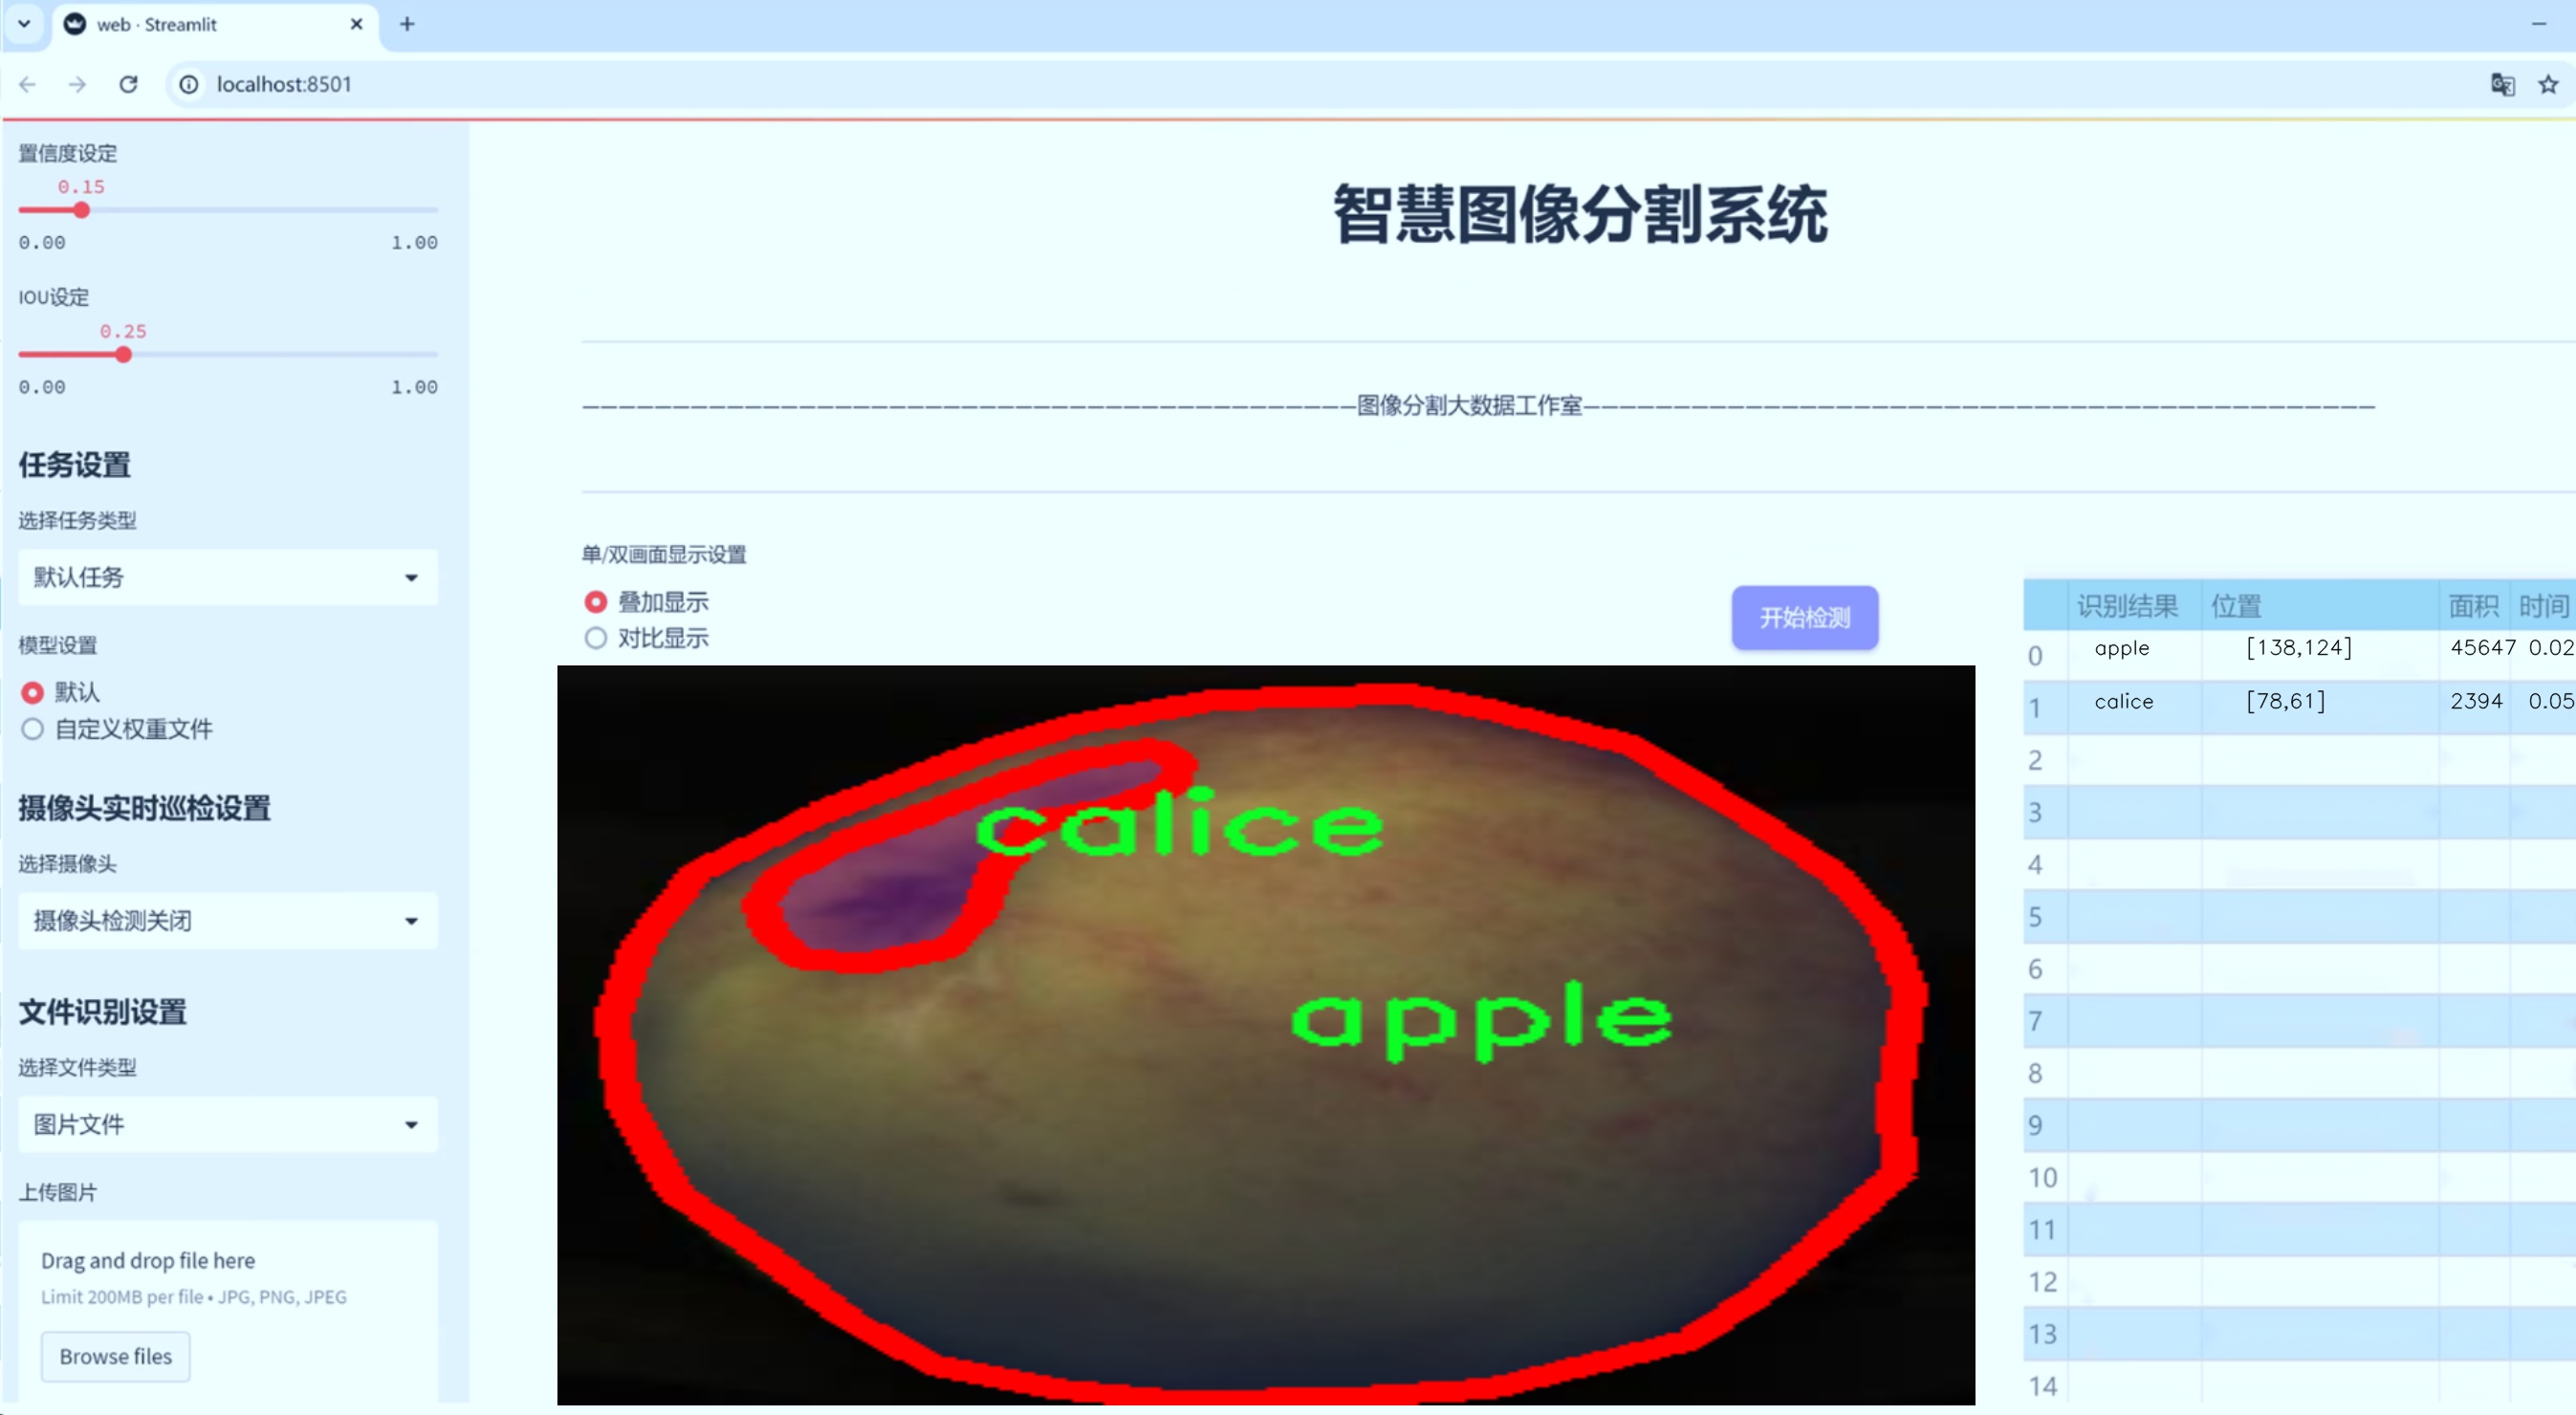 web · Streamlit
localhost:8501
置信度设定
0.15
0.00 1.00
IOU设定
0.25
0.00 1.00
任务设置
选择任务类型
默认任务
模型设置
默认
自定义权重文件
摄像头实时巡检设置
选择摄像头
摄像头检测关闭
文件识别设置
选择文件类型
图片文件
上传图片
Drag and drop file here
Limit 200MB per file • JPG, PNG, JPEG
Browse files
智慧图像分割系统
图像分割大数据工作室
单/双画面显示设置
叠加显示
对比显示
开始检测
calice
apple
识别结果 位置 面积 时间
0 apple [138,124] 45647 0.02
1 calice [78,61] 2394 0.05
2
3
4
5
6
7
8
9
10
11
12
13
14